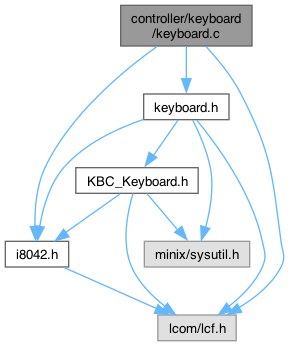 controller/keyboard
/keyboard.c
keyboard.h
KBC_Keyboard.h
i8042.h
minix/sysutil.h
lcom/lcf.h